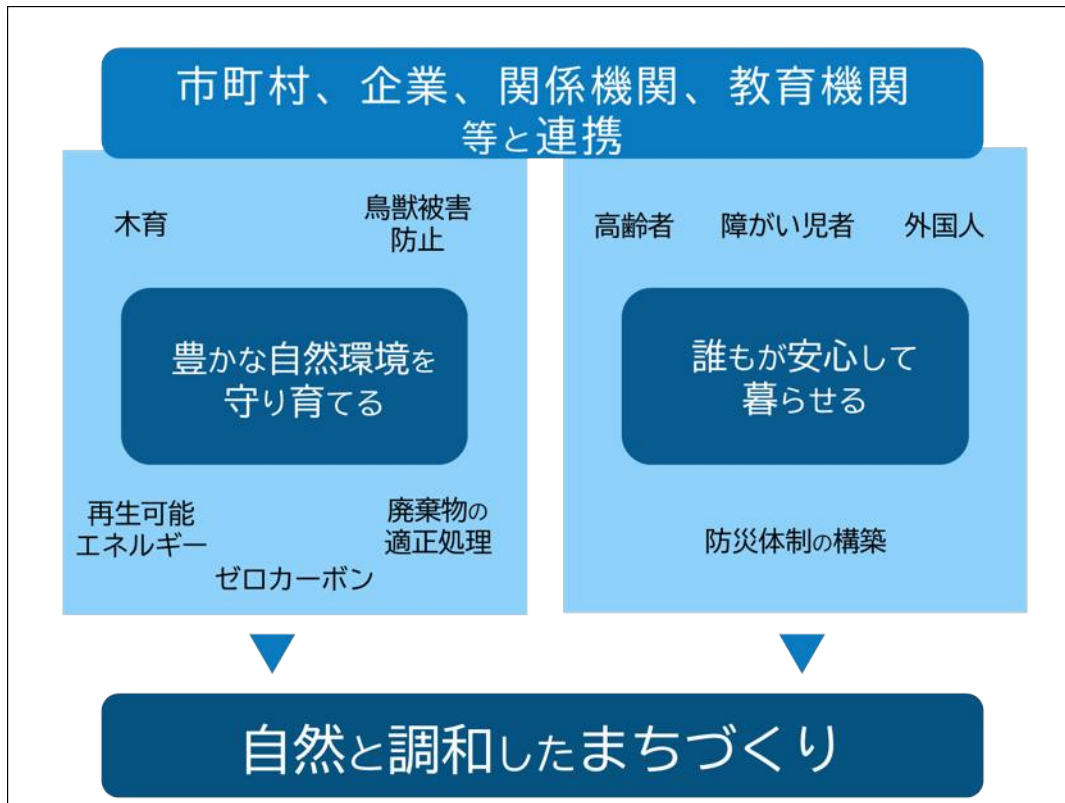 市町村、企業、関係機関、教育機関
等と連携
木育
鳥獣被害
防止
豊かな自然環境を
守り育てる
再生可能
エネルギー
ゼロカーボン
廃棄物の
適正処理
高齢者
障がい児者
外国人
誰もが安心して
暮らせる
防災体制の構築
自然と調和したまちづくり